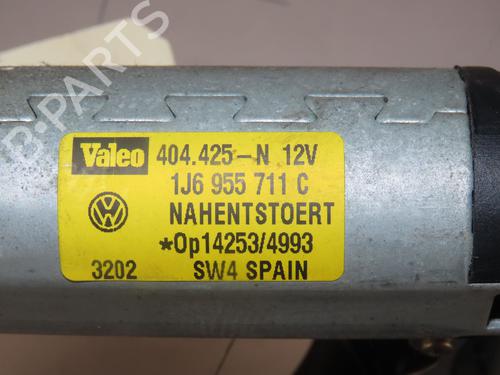 B-PARTS
Valeo 404.425-N 12V
1J6 955 711 C
NAHENTSTOERT
*Op14253/4993
3202 SW4 SPAIN